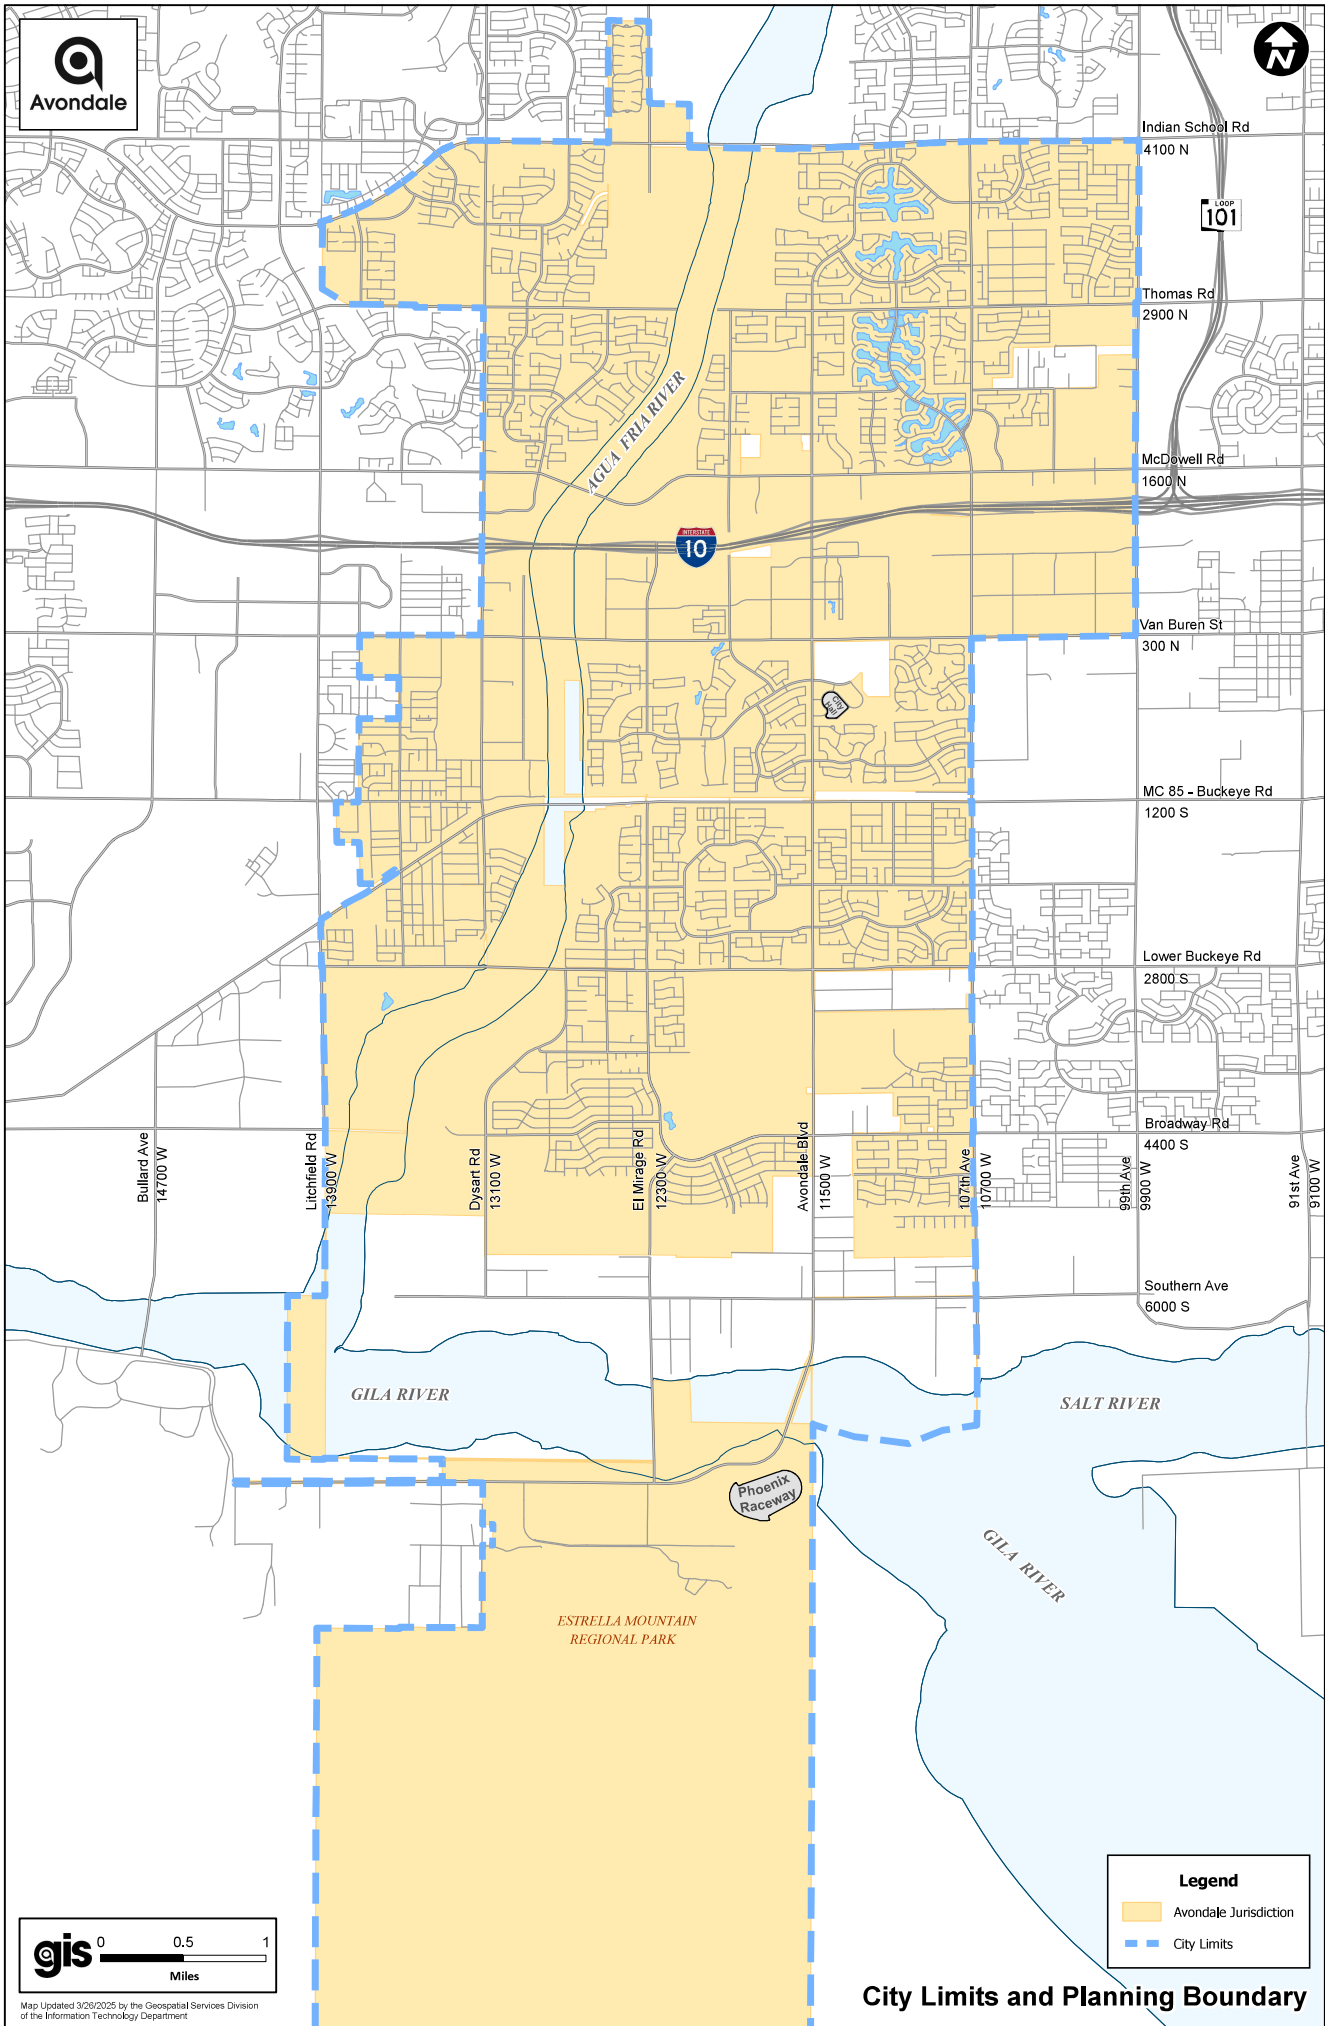 Avondale
N
Indian School Rd
4100 N
LOOP
101
Thomas Rd
2900 N
AGUA FRIA RIVER
McDowell Rd
1600 N
INTERSTATE
10
Van Buren St
300 N
City
Hall
MC 85 - Buckeye Rd
1200 S
Lower Buckeye Rd
2800 S
Broadway Rd
4400 S
Bullard Ave
14700 W
Litchfield Rd
13900 W
Dysart Rd
13100 W
El Mirage Rd
12300 W
Avondale Blvd
11500 W
107th Ave
10700 W
99th Ave
9900 W
91st Ave
9100 W
Southern Ave
6000 S
GILA RIVER
SALT RIVER
Phoenix
Raceway
GILA RIVER
ESTRELLA MOUNTAIN
REGIONAL PARK
Legend
Avondale Jurisdiction
City Limits
gis
0 0.5 1
Miles
City Limits and Planning Boundary
Map Updated 3/26/2025 by the Geospatial Services Division
of the Information Technology Department